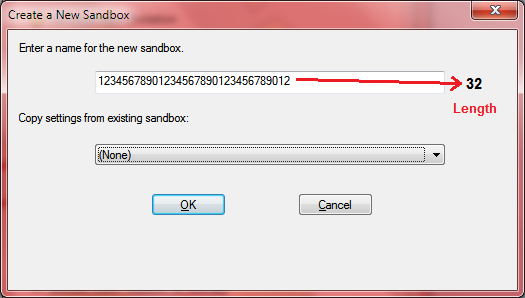 Create a New Sandbox
Enter a name for the new sandbox.
12345678901234567890123456789012 32
Length
Copy settings from existing sandbox:
(None)
OK Cancel